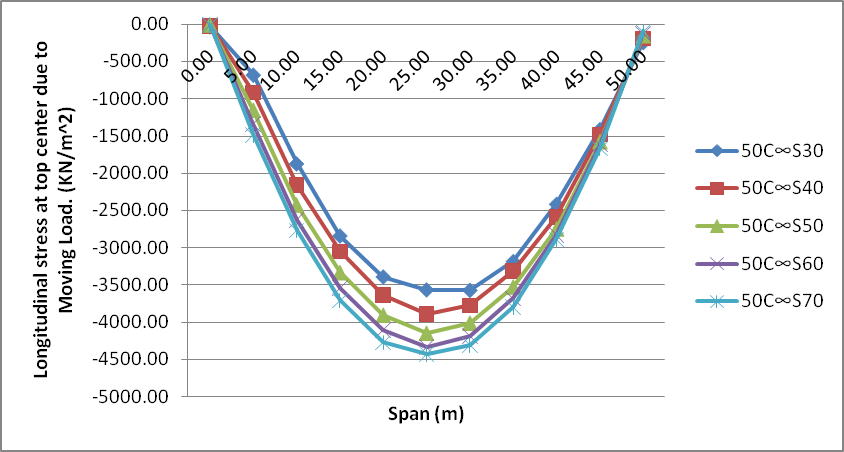 0.00
-500.00
-1000.00
-1500.00
-2000.00
-2500.00
-3000.00
-3500.00
-4000.00
-4500.00
-5000.00
Longitudinal stress at top center due to
Moving Load. (KN/m^2)
0.00
5.00
10.00
15.00
20.00
25.00
30.00
35.00
40.00
45.00
50.00
Span (m)
50C∞S30
50C∞S40
50C∞S50
50C∞S60
50C∞S70